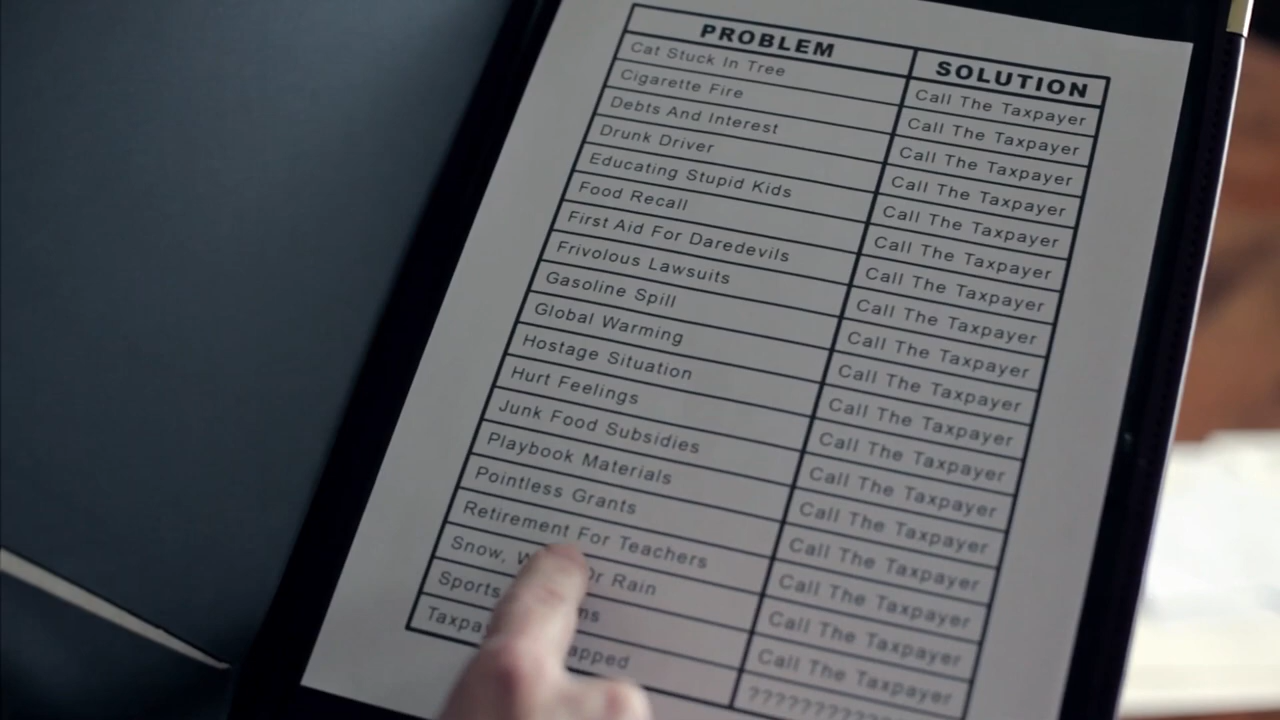 PROBLEM SOLUTION
Cat Stuck In Tree Call The Taxpayer
Cigarette Fire Call The Taxpayer
Debts And Interest Call The Taxpayer
Drunk Driver Call The Taxpayer
Educating Stupid Kids Call The Taxpayer
Food Recall Call The Taxpayer
First Aid For Daredevils Call The Taxpayer
Frivolous Lawsuits Call The Taxpayer
Gasoline Spill Call The Taxpayer
Global Warming Call The Taxpayer
Hostage Situation Call The Taxpayer
Hurt Feelings Call The Taxpayer
Junk Food Subsidies Call The Taxpayer
Playbook Materials Call The Taxpayer
Pointless Grants Call The Taxpayer
Retirement For Teachers Call The Taxpayer
Snow, Or Rain Call The Taxpayer
Sports Call The Taxpayer
???????????